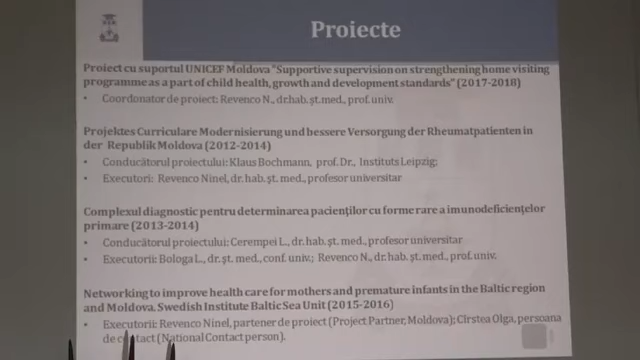 Proiecte
Proiect cu suportul UNICEF Moldova "Supportive supervision on strengthening home visiting
programme as a part of child health, growth and development standards" (2017-2018)
• Coordonator de proiect: Revenco N., dr.hab. șt.med., prof. univ.
Projektes Curriculare Modernisierung und bessere Versorgung der Rheumatpatienten in
der Republik Moldova (2012-2014)
• Conducătorul proiectului: Klaus Bochmann, prof. Dr., Instituts Leipzig;
• Executori: Revenco Ninel, dr. hab. șt. med., profesor universitar
Complexul diagnostic pentru determinarea pacienților cu forme rare a imunodeficiențelor
primare (2013-2014)
• Conducătorul proiectului: Cerempei L., dr. hab. șt. med., profesor universitar
• Executorii: Bologa L., dr. șt. med., conf. univ.; Revenco N., dr. hab. șt. med., prof. univ.
Networking to improve health care for mothers and premature infants in the Baltic region
and Moldova. Swedish Institute Baltic Sea Unit (2015-2016)
• Executorii: Revenco Ninel, partener de proiect (Project Partner, Moldova); Cîrstea Olga, persoana
de contact (National Contact person).